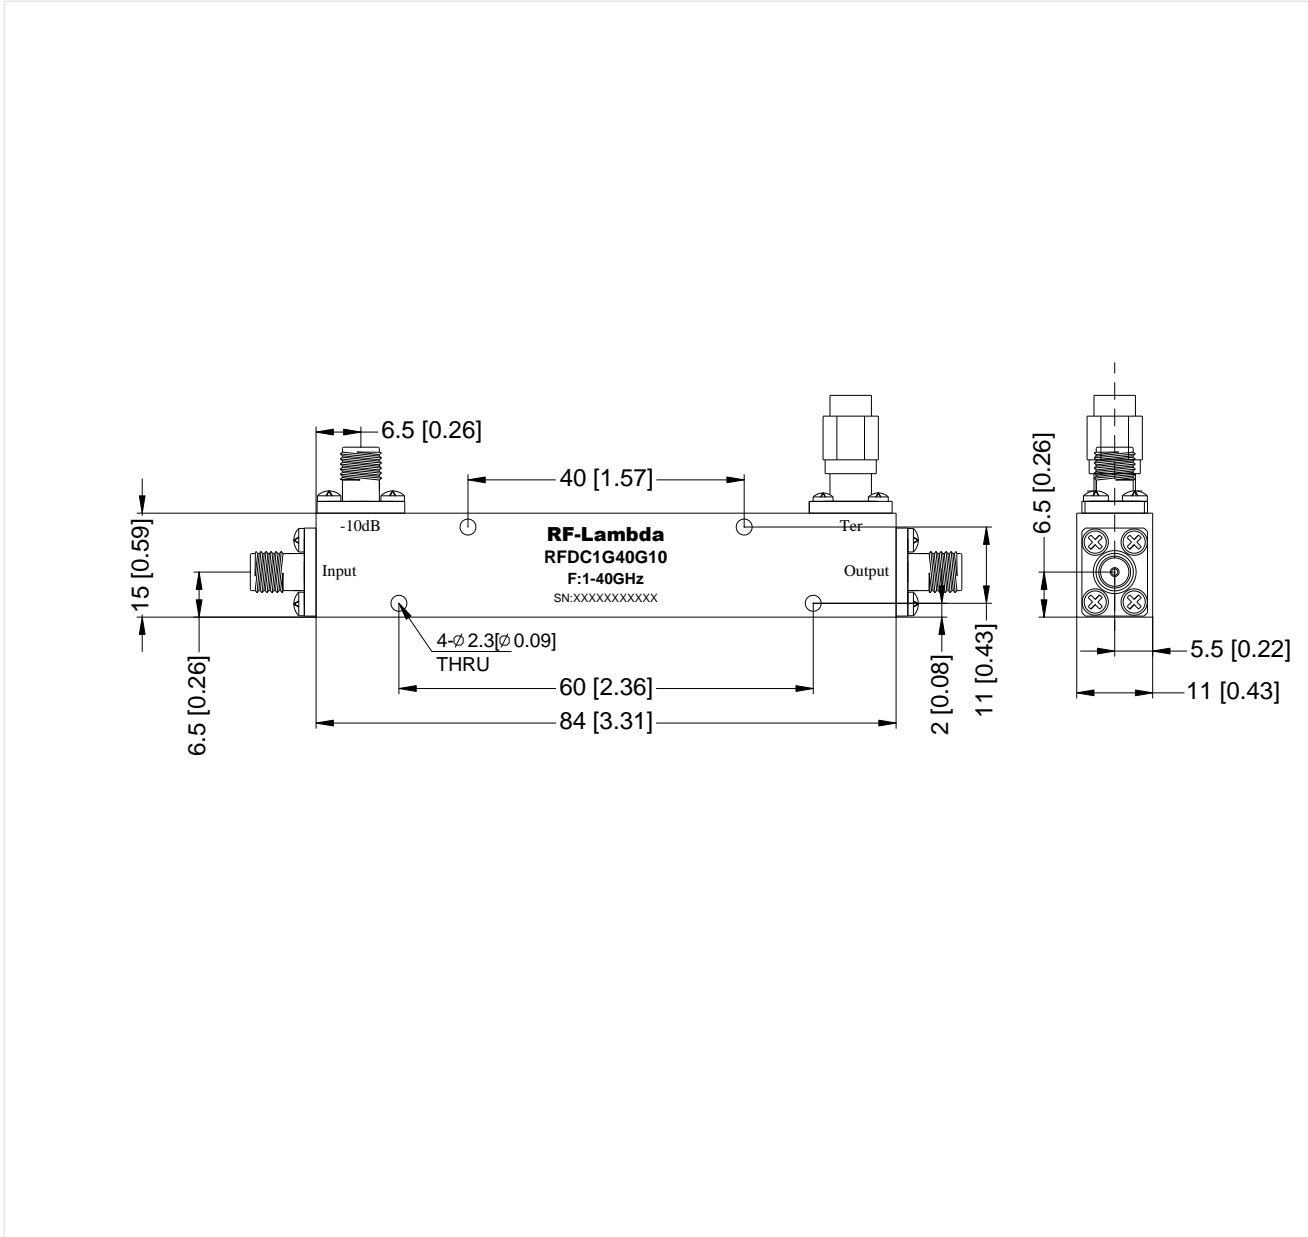 6.5 [0.26]
40 [1.57]
6.5 [0.26]
15 [0.59]
-10dB
RF-Lambda
Ter
RFDC1G40G10
Input
F:1-40GHz
Output
SN:XXXXXXXXXXX
4-∅ 2.3[∅ 0.09]
THRU
6.5 [0.26]
60 [2.36]
84 [3.31]
2 [0.08]
11 [0.43]
5.5 [0.22]
11 [0.43]